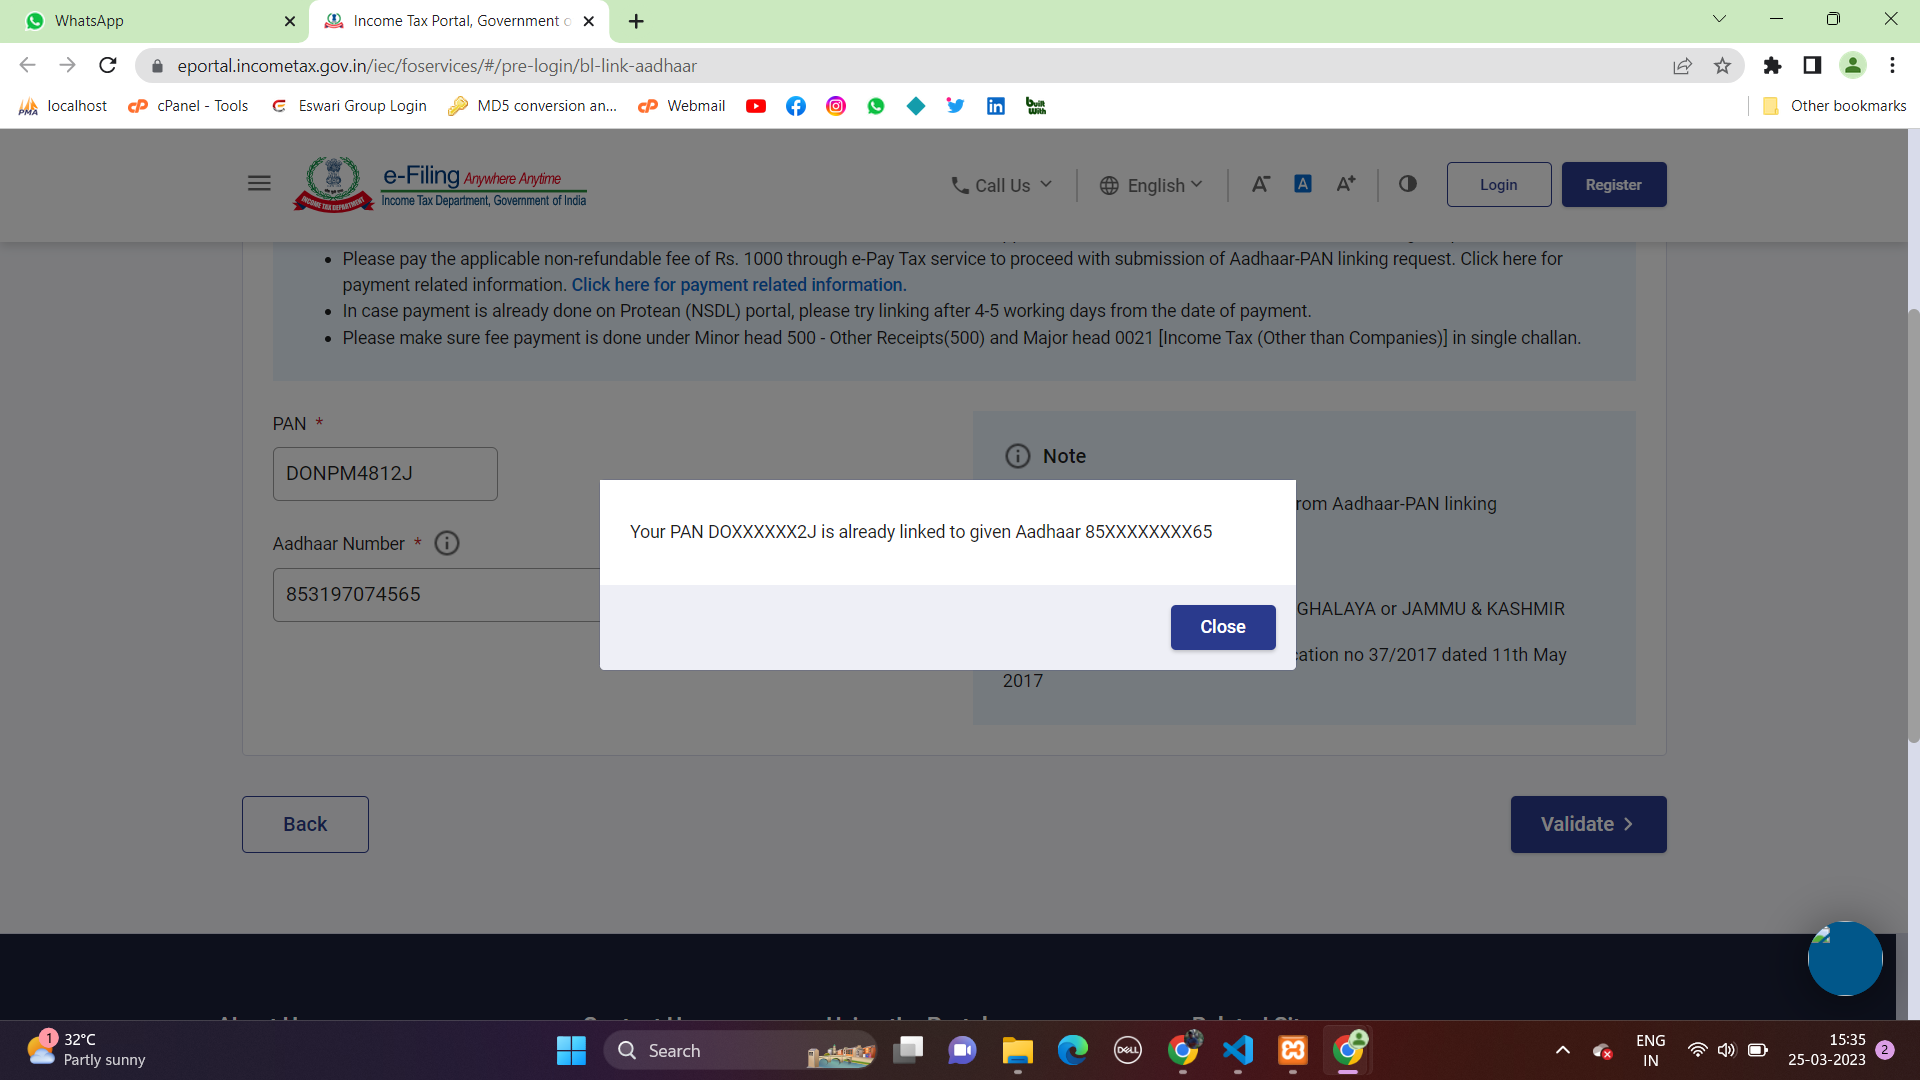 WhatsApp
Income Tax Portal, Government o
eportal.incometax.gov.in/iec/foservices/#/pre-login/bl-link-aadhaar
localhost
cPanel - Tools
Eswari Group Login
MD5 conversion an...
Webmail
Other bookmarks
e-Filing Anywhere Anytime
Income Tax Department, Government of India
INCOME TAX DEPARTMENT
Call Us
English
A-
A
A+
Login
Register
Please pay the applicable non-refundable fee of Rs. 1000 through e-Pay Tax service to proceed with submission of Aadhaar-PAN linking request. Click here for
payment related information. Click here for payment related information.
In case payment is already done on Protean (NSDL) portal, please try linking after 4-5 working days from the date of payment.
Please make sure fee payment is done under Minor head 500 - Other Receipts(500) and Major head 0021 [Income Tax (Other than Companies)] in single challan.
PAN *
DONPM4812J
Aadhaar Number *
853197074565
Note
rom Aadhaar-PAN linking
GHALAYA or JAMMU & KASHMIR
cation no 37/2017 dated 11th May
2017
Your PAN DOXXXXXX2J is already linked to given Aadhaar 85XXXXXXXX65
Close
Back
Validate
1
32°C
Partly sunny
Search
DELL
ENG
IN
15:35
25-03-2023
2